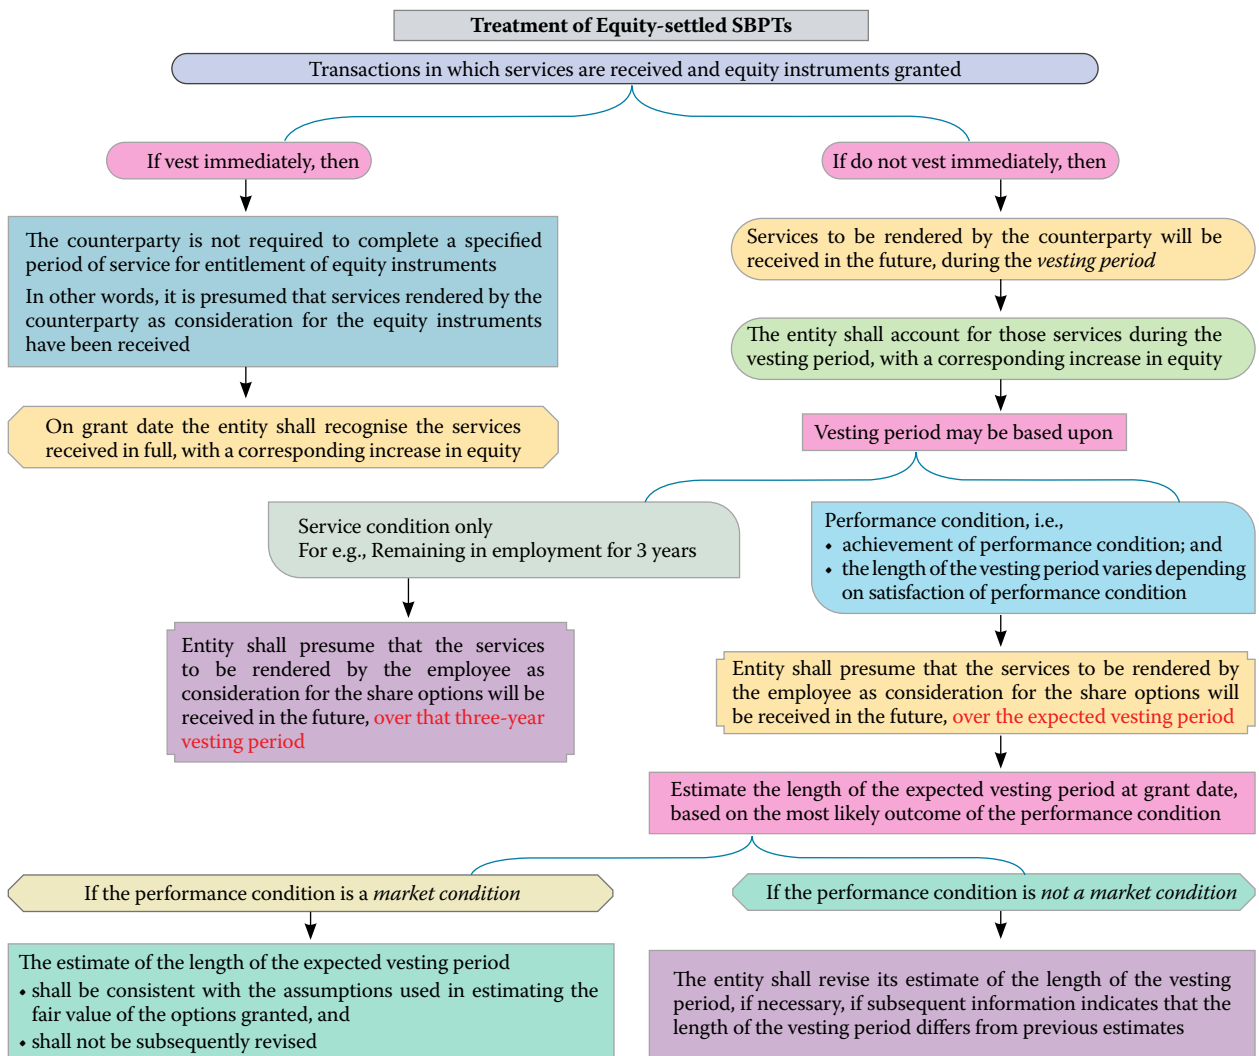 Treatment of Equity-settled SBPTs
Transactions in which services are received and equity instruments granted
If vest immediately, then
If do not vest immediately, then
The counterparty is not required to complete a specified
period of service for entitlement of equity instruments
In other words, it is presumed that services rendered by the
counterparty as consideration for the equity instruments
have been received
Services to be rendered by the counterparty will be
received in the future, during the vesting period
The entity shall account for those services during the
vesting period, with a corresponding increase in equity
On grant date the entity shall recognise the services
received in full, with a corresponding increase in equity
Vesting period may be based upon
Service condition only
For e.g., Remaining in employment for 3 years
Performance condition, i.e.,
• achievement of performance condition; and
• the length of the vesting period varies depending
on satisfaction of performance condition
Entity shall presume that the services
to be rendered by the employee as
consideration for the share options will be
received in the future, over that three-year
vesting period
Entity shall presume that the services to be rendered by
the employee as consideration for the share options will
be received in the future, over the expected vesting period
Estimate the length of the expected vesting period at grant date,
based on the most likely outcome of the performance condition
If the performance condition is a market condition
If the performance condition is not a market condition
The estimate of the length of the expected vesting period
• shall be consistent with the assumptions used in estimating the
fair value of the options granted, and
• shall not be subsequently revised
The entity shall revise its estimate of the length of the vesting
period, if necessary, if subsequent information indicates that the
length of the vesting period differs from previous estimates